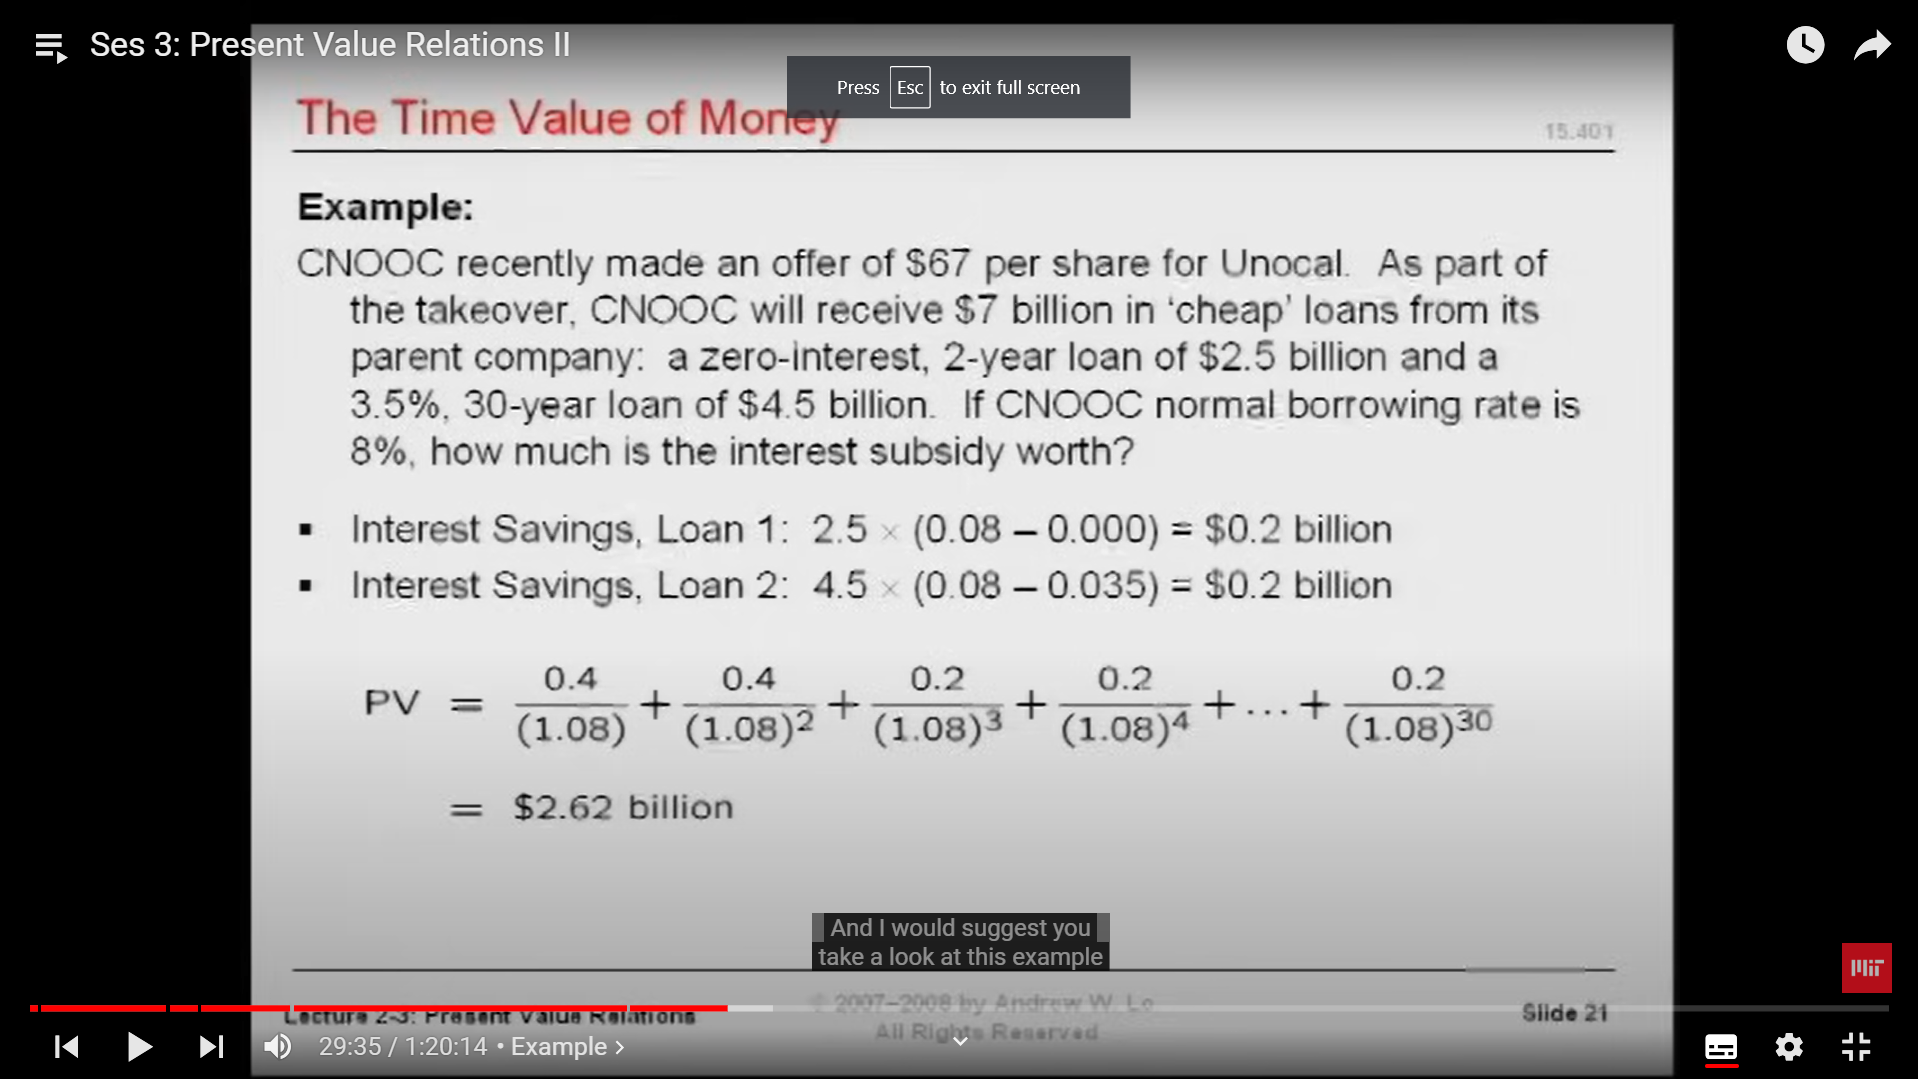 Ses 3: Present Value Relations II
Press Esc to exit full screen
The Time Value of Money
15.401
Example:
CNOOC recently made an offer of $67 per share for Unocal. As part of
the takeover, CNOOC will receive $7 billion in ‘cheap’ loans from its
parent company: a zero-interest, 2-year loan of $2.5 billion and a
3.5%, 30-year loan of $4.5 billion. If CNOOC normal borrowing rate is
8%, how much is the interest subsidy worth?
▪ Interest Savings, Loan 1: 2.5 × (0.08 – 0.000) = $0.2 billion
▪ Interest Savings, Loan 2: 4.5 × (0.08 – 0.035) = $0.2 billion
PV = 0.4/(1.08) + 0.4/(1.08)² + 0.2/(1.08)³ + 0.2/(1.08)⁴ + ... + 0.2/(1.08)³⁰
= $2.62 billion
And I would suggest you
take a look at this example
MIT
© 2007–2008 by Andrew W. Lo
All Rights Reserved
Lecture 2-3: Present Value Relations
Slide 21
29:35 / 1:20:14 • Example >